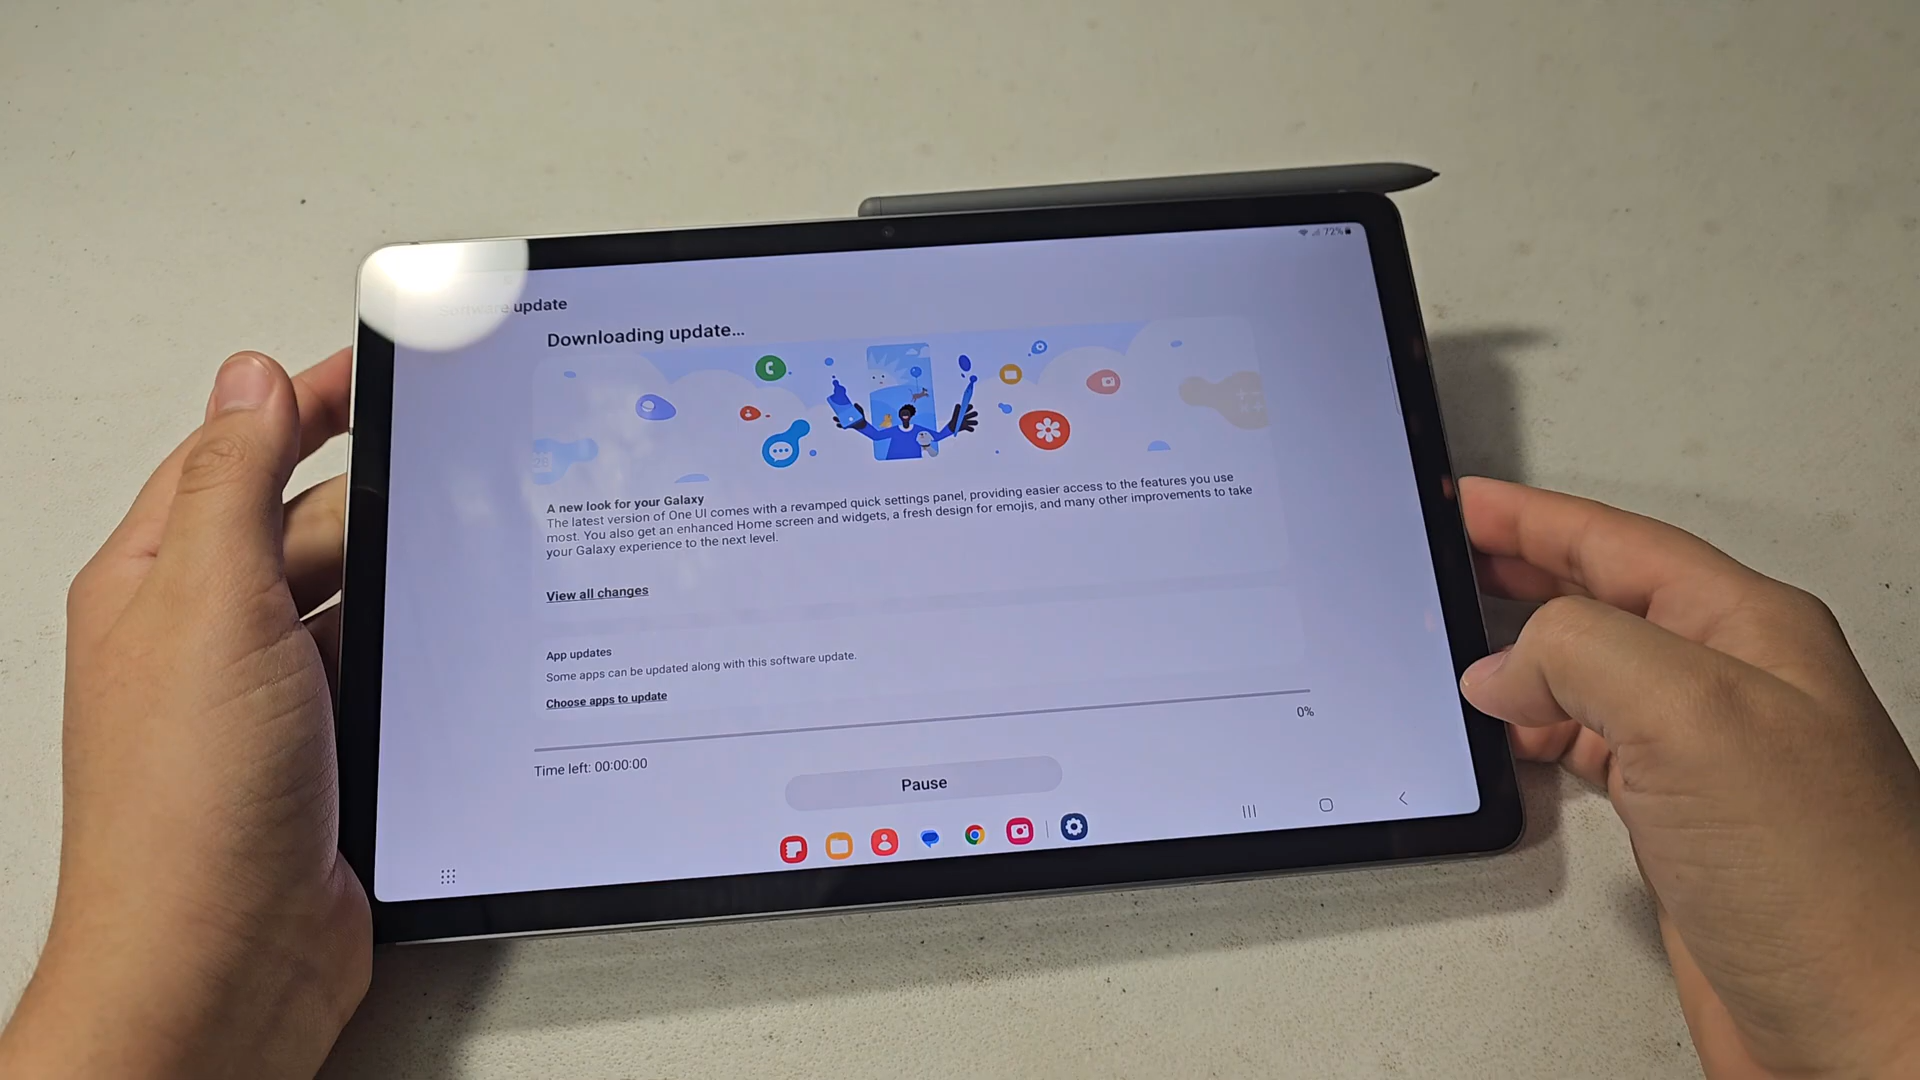 72%
Software update
Downloading update...
A new look for your Galaxy
The latest version of One UI comes with a revamped quick settings panel, providing easier access to the features you use
most. You also get an enhanced Home screen and widgets, a fresh design for emojis, and many other improvements to take
your Galaxy experience to the next level.
View all changes
App updates
Some apps can be updated along with this software update.
Choose apps to update
0%
Time left: 00:00:00
Pause